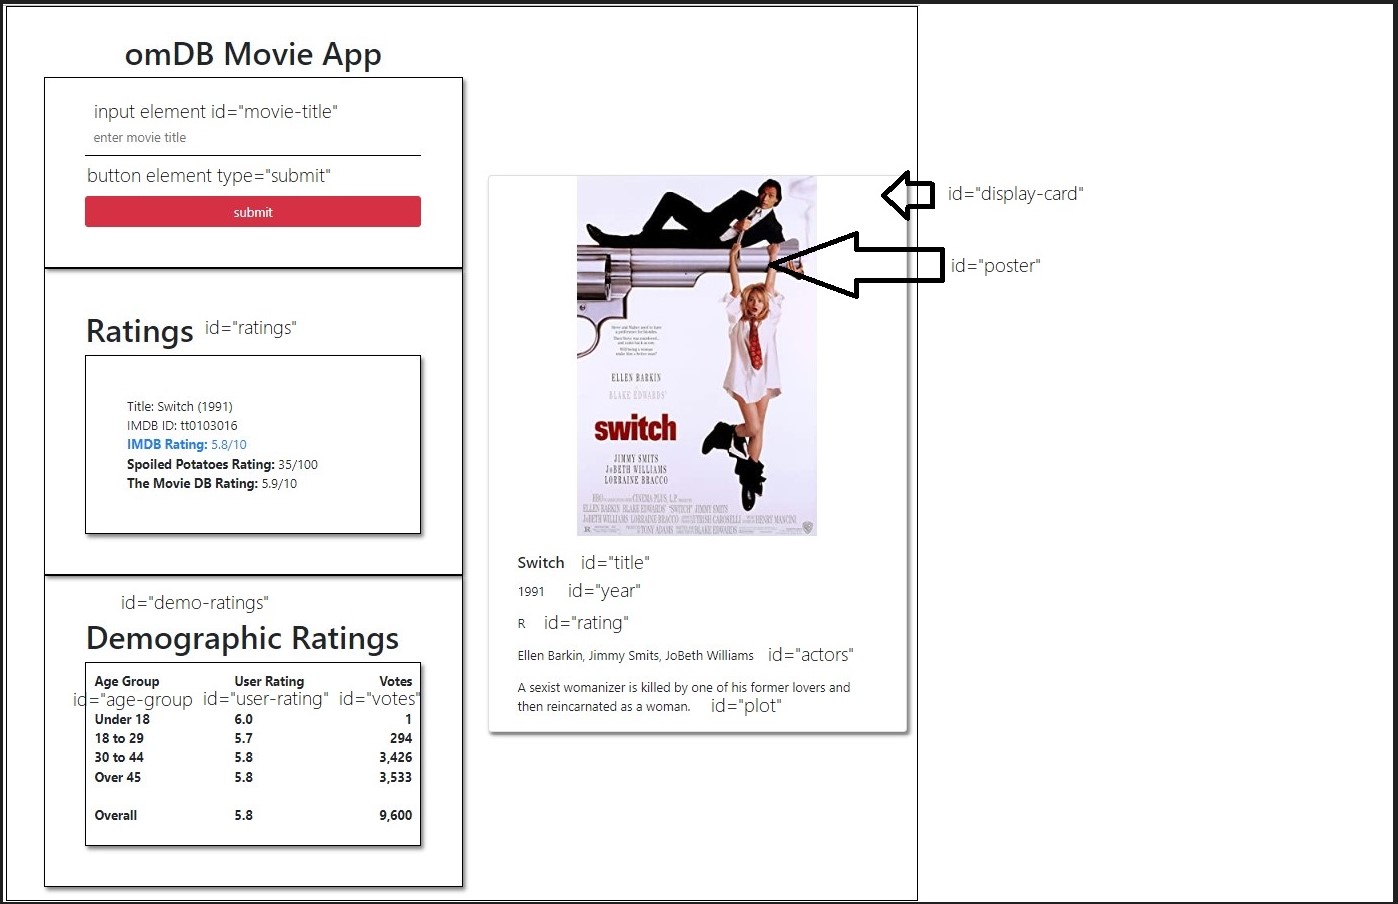 omDB Movie App
input element id="movie-title"
enter movie title
button element type="submit"
submit
Ratings id="ratings"
Title: Switch (1991)
IMDB ID: tt0103016
IMDB Rating: 5.8/10
Spoiled Potatoes Rating: 35/100
The Movie DB Rating: 5.9/10
id="demo-ratings"
Demographic Ratings
Age Group User Rating Votes
id="age-group id="user-rating" id="votes"
Under 18 6.0 1
18 to 29 5.7 294
30 to 44 5.8 3,426
Over 45 5.8 3,533
Overall 5.8 9,600
id="display-card"
id="poster"
ELLEN BARKIN
BLAKE EDWARDS'
switch
JIMMY SMITS
JoBETH WILLIAMS
LORRAINE BRACCO
Switch id="title"
1991 id="year"
R id="rating"
Ellen Barkin, Jimmy Smits, JoBeth Williams id="actors"
A sexist womanizer is killed by one of his former lovers and
then reincarnated as a woman. id="plot"